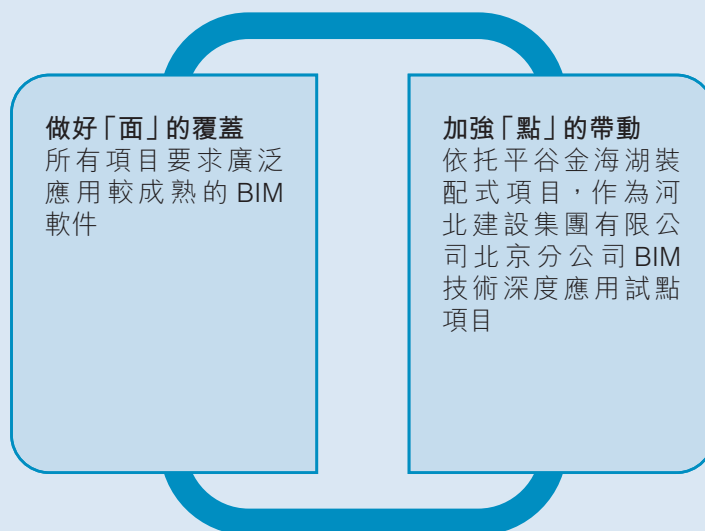 做好「面」的覆蓋
所有項目要求廣泛
應用較成熟的 BIM
軟件
加強「點」的帶動
依托平谷金海湖裝
配式項目，作為河
北建設集團有限公
司北京分公司 BIM
技術深度應用試點
項目